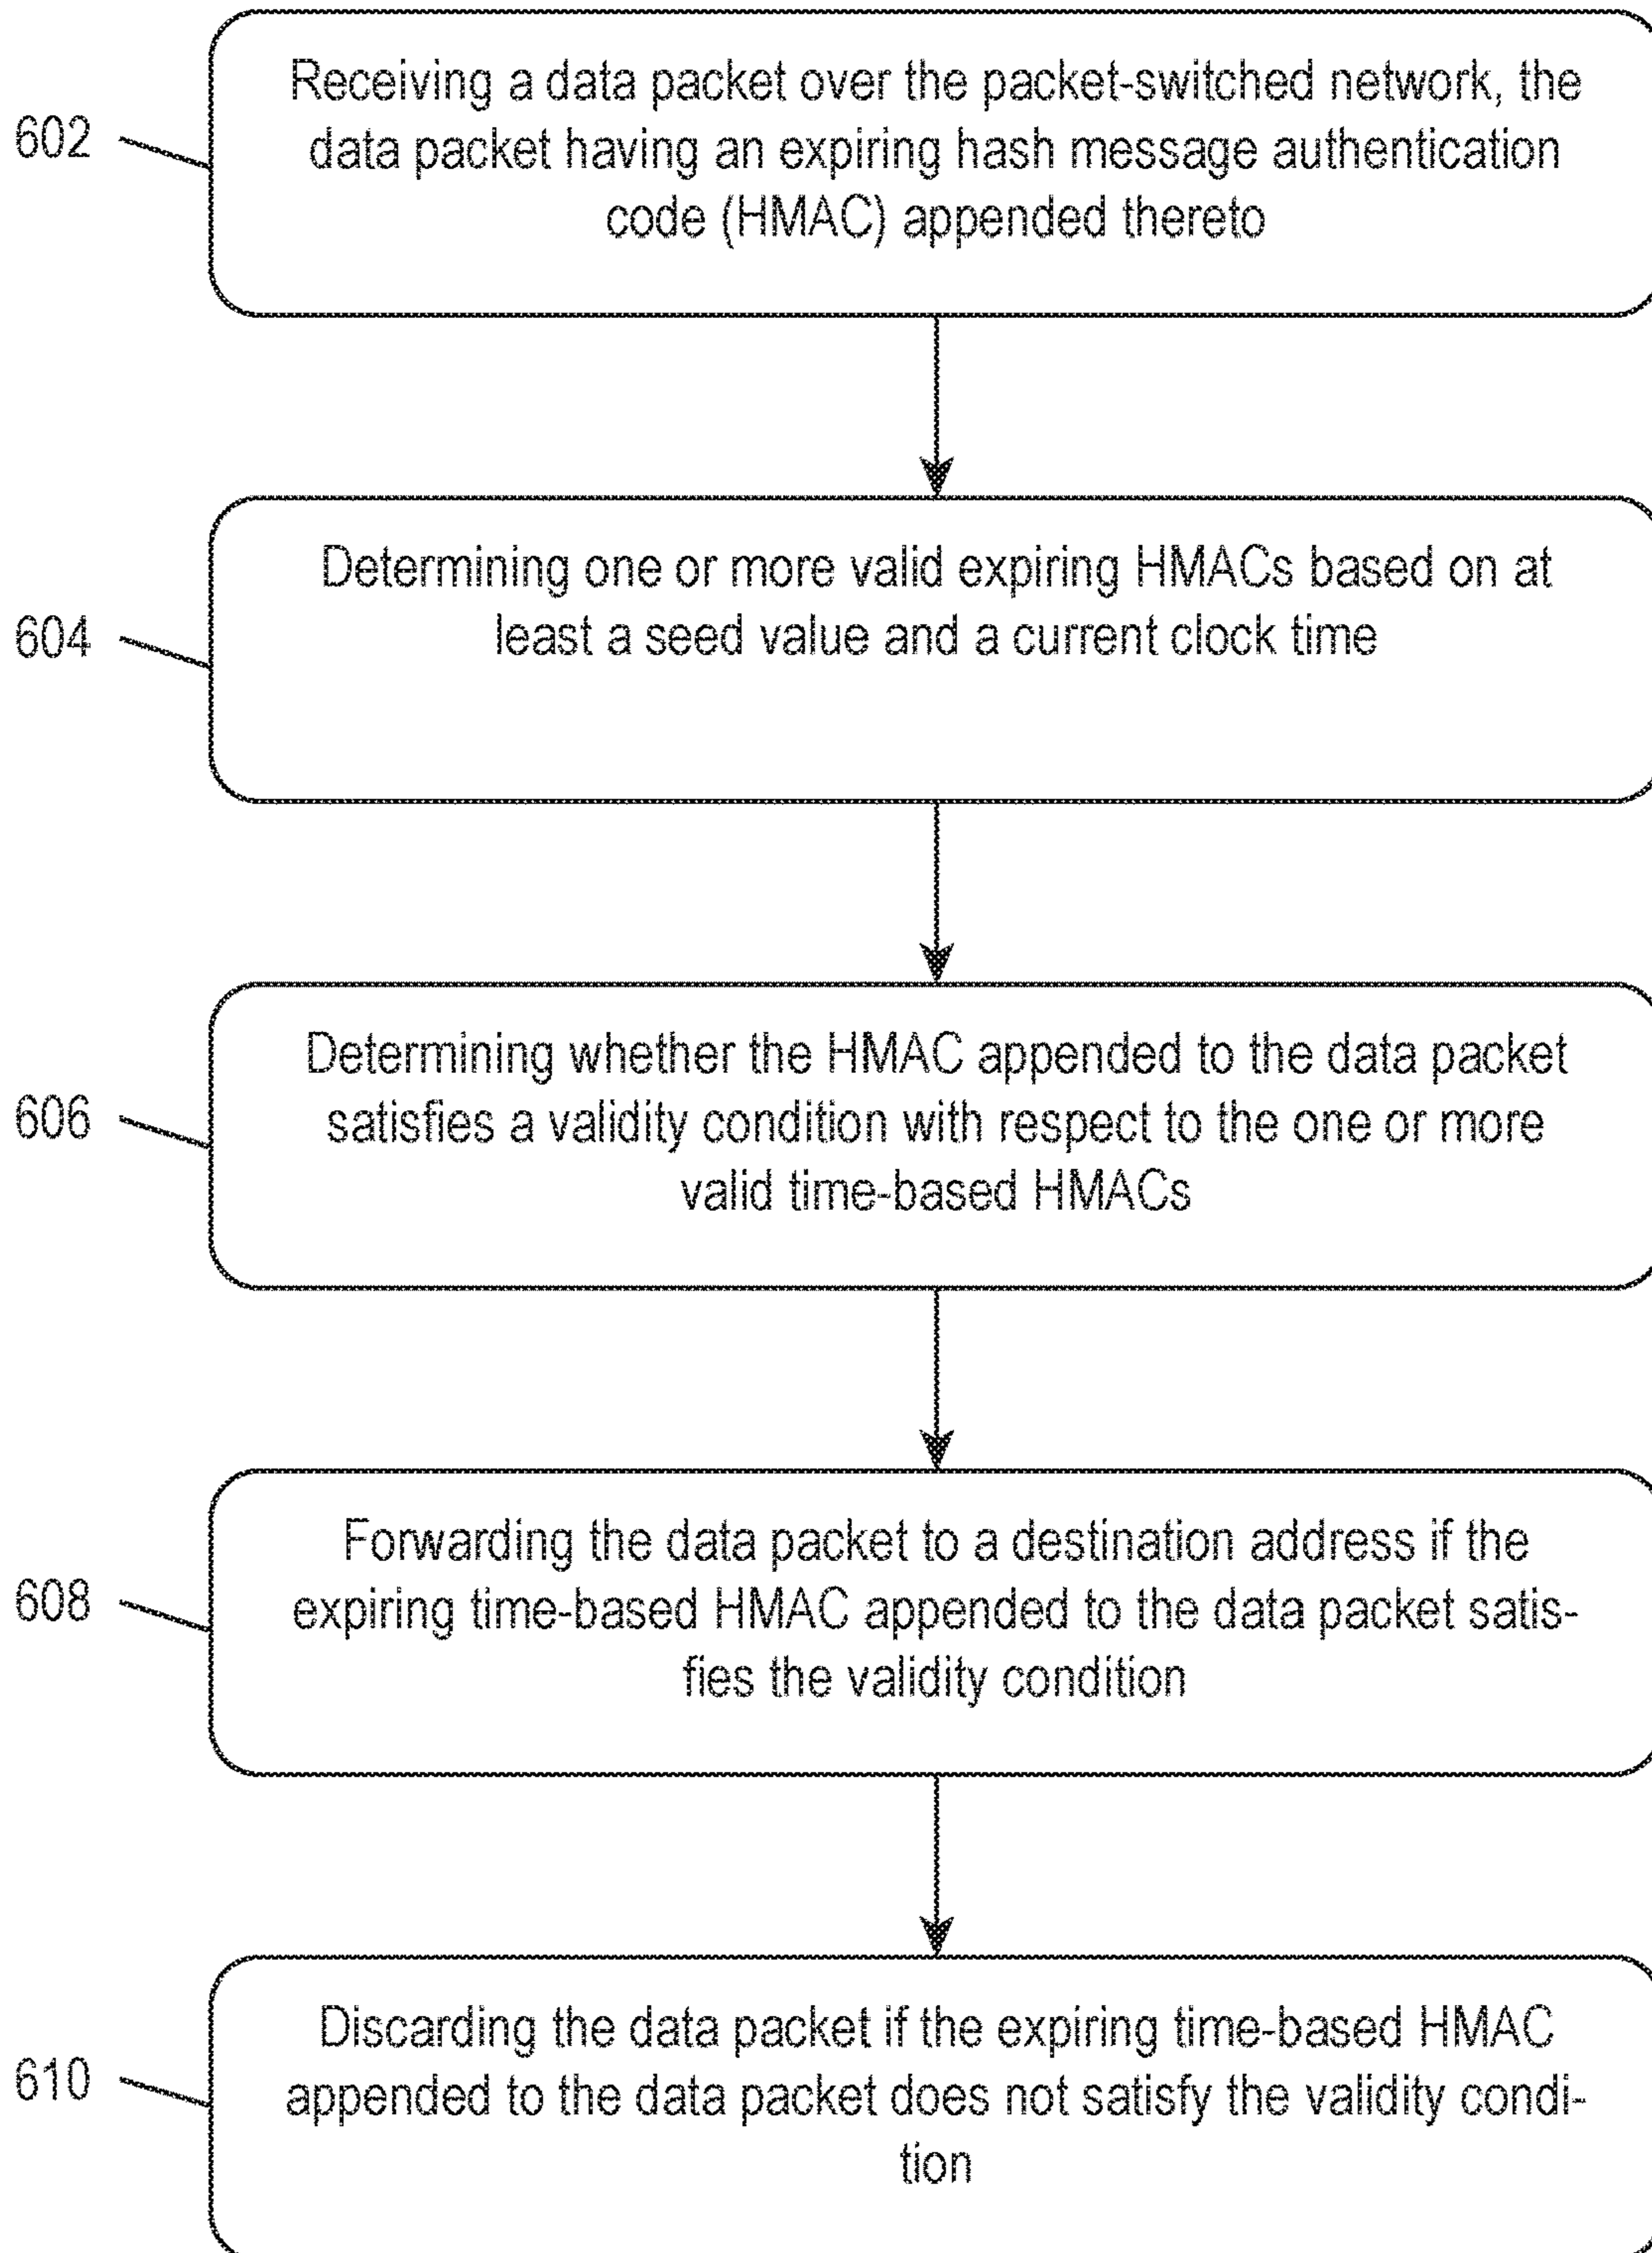 Receiving a data packet over the packet-switched network, the
602
data packet having an expiring hash message authentication
code (HMAC) appended thereto
Determining one or more valid expiring HMACs based on at
604
least a seed value and a current clock time
Determining whether the HMAC appended to the data packet
606
satisfies a validity condition with respect to the one or more
valid time-based HMACs
Forwarding the data packet to a destination address if the
608
expiring time-based HMAC appended to the data packet satis-
fies the validity condition
Discarding the data packet if the expiring time-based HMAC
610
appended to the data packet does not satisfy the validity condi-
tion